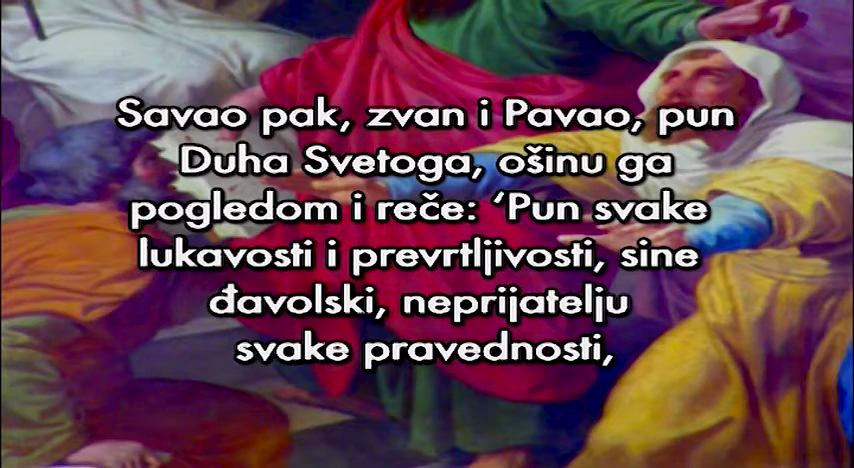 Savao pak, zvan i Pavao, pun
Duha Svetoga, ošinu ga
pogledom i reče: ‘Pun svake
lukavosti i prevrtljivosti, sine
đavolski, neprijatelju
svake pravednosti,